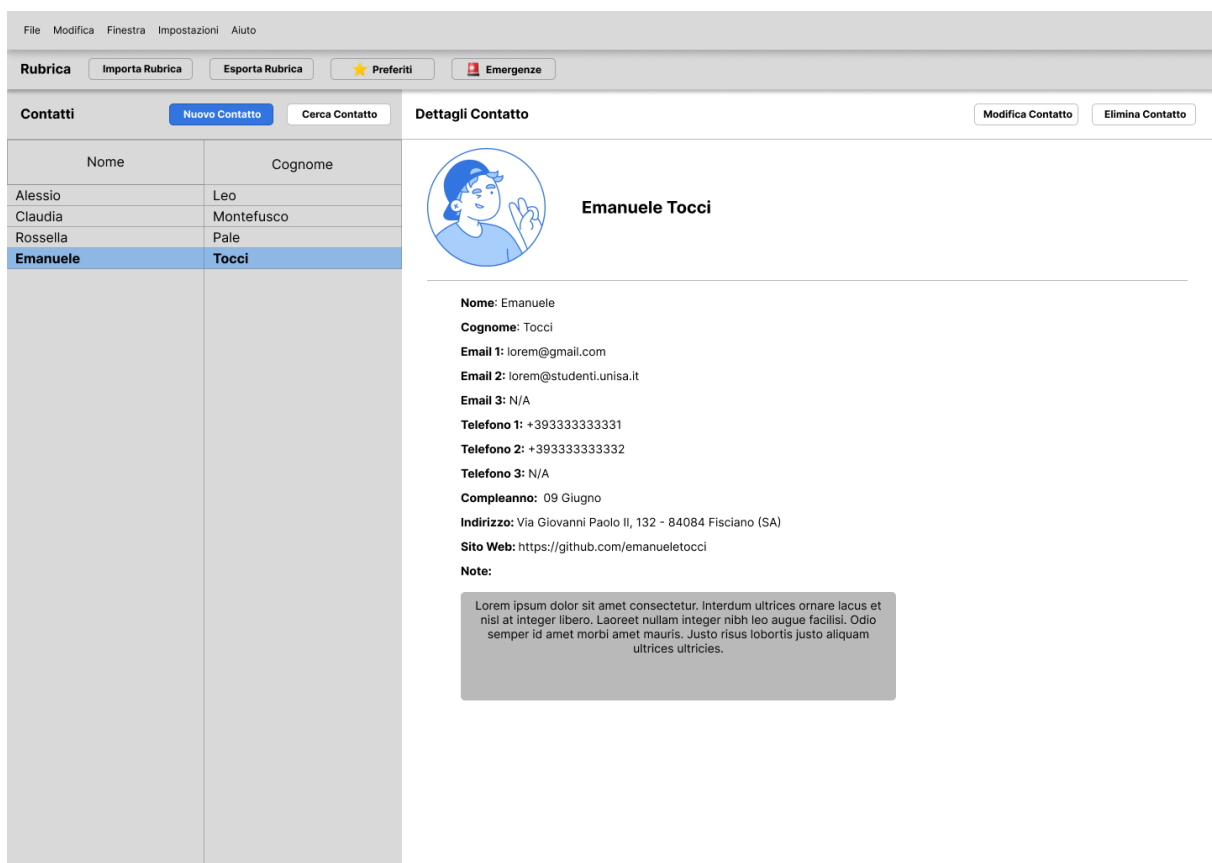 File Modifica Finestra Impostazioni Aiuto
Rubrica Importa Rubrica Esporta Rubrica Preferiti Emergenze
Contatti Nuovo Contatto Cerca Contatto
Dettagli Contatto Modifica Contatto Elimina Contatto
Nome Cognome
Alessio Leo
Claudia Montefusco
Rossella Pale
Emanuele Tocci
Emanuele Tocci
Nome: Emanuele
Cognome: Tocci
Email 1: lorem@gmail.com
Email 2: lorem@studenti.unisa.it
Email 3: N/A
Telefono 1: +393333333331
Telefono 2: +393333333332
Telefono 3: N/A
Compleanno: 09 Giugno
Indirizzo: Via Giovanni Paolo II, 132 - 84084 Fisciano (SA)
Sito Web: https://github.com/emanueletocci
Note:
Lorem ipsum dolor sit amet consectetur. Interdum ultrices ornare lacus et
nisl at integer libero. Laoreet nullam integer nibh leo augue facilisi. Odio
semper id amet morbi amet mauris. Justo risus lobortis justo aliquam
ultrices ultricies.